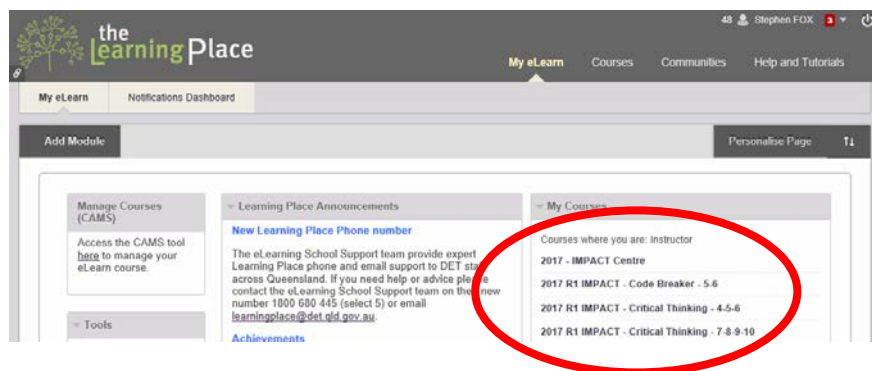 48 Stephen FOX 3
the
Learning Place
My eLearn Courses Communities Help and Tutorials
My eLearn Notifications Dashboard
Add Module
Personalise Page
Manage Courses
(CAMS)
Access the CAMS tool
here to manage your
eLearn course.
Tools
Learning Place Announcements
New Learning Place Phone number
The eLearning School Support team provide expert
Learning Place phone and email support to DET
across Queensland. If you need help or advice please
contact the eLearning School Support team on the new
number 1800 680 445 (select 5) or email
learningplace@det.qld.gov.au.
Achievements
My Courses
Courses where you are: Instructor
2017 - IMPACT Centre
2017 R1 IMPACT - Code Breaker - 5-6
2017 R1 IMPACT - Critical Thinking - 4-5-6
2017 R1 IMPACT - Critical Thinking - 7-8-9-10